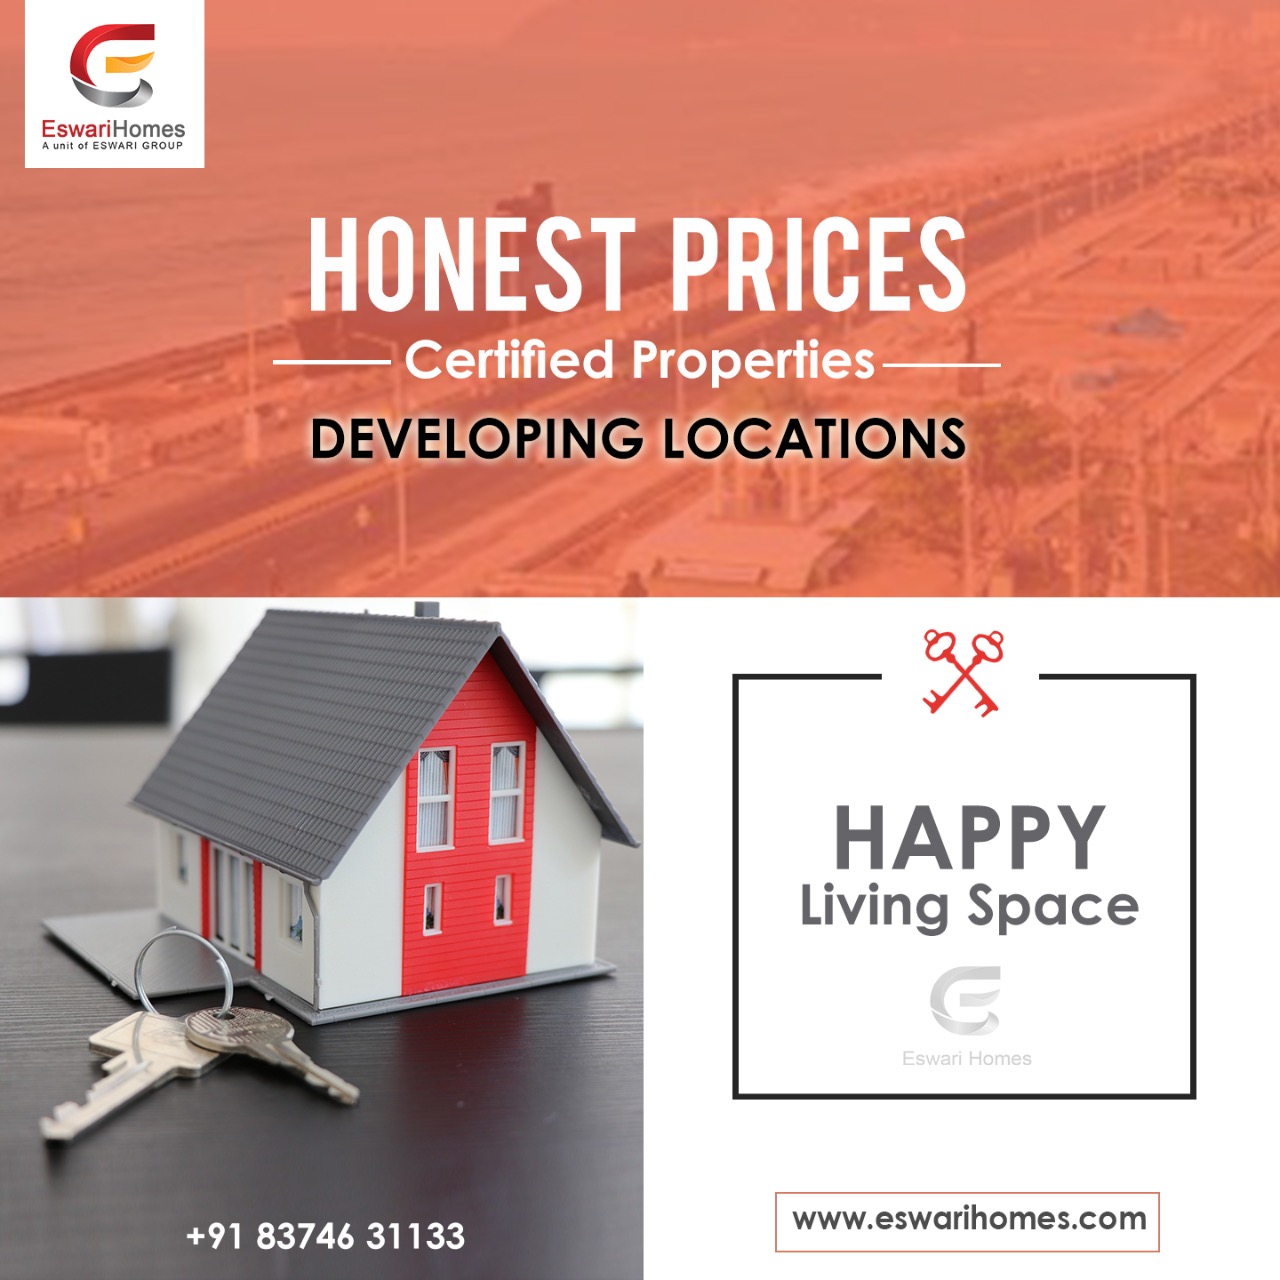 EswariHomes
A unit of ESWARI GROUP
HONEST PRICES
Certified Properties
DEVELOPING LOCATIONS
HAPPY
Living Space
Eswari Homes
+91 83746 31133
www.eswarihomes.com